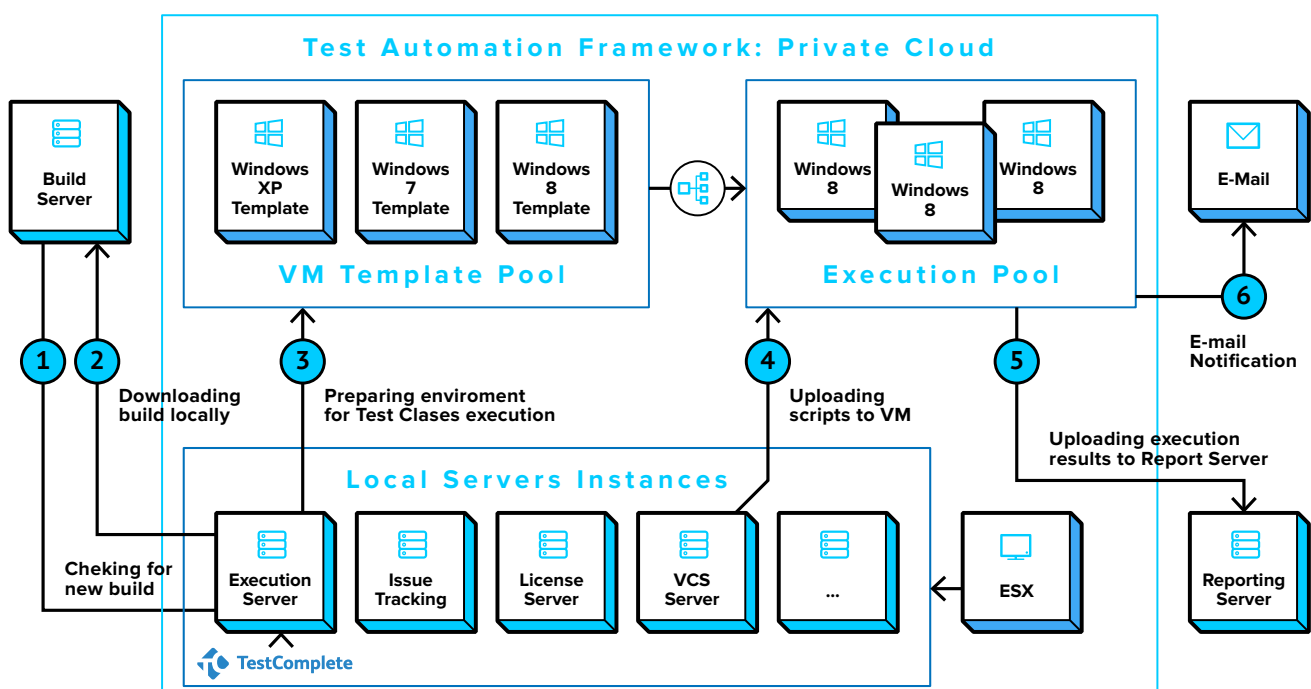 Test Automation Framework: Private Cloud
Build
Server
Windows
XP
Template
Windows
7
Template
Windows
8
Template
VM Template Pool
Windows
8
Windows
8
Windows
8
Execution Pool
E-Mail
1
2
3
4
5
6
E-mail
Notification
Downloading
build locally
Preparing enviroment
for Test Clases execution
Uploading
scripts to VM
Uploading execution
results to Report Server
Cheking for
new build
Local Servers Instances
Execution
Server
Issue
Tracking
License
Server
VCS
Server
...
ESX
Reporting
Server
TestComplete